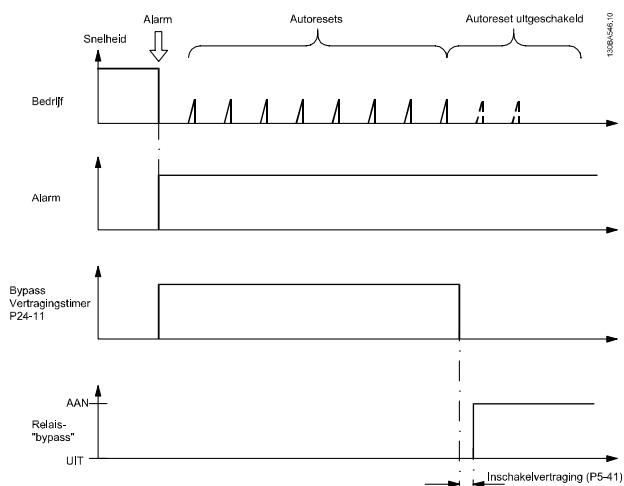 Alarm
Autoresets
Autoreset uitgeschakeld
130BA546.10
Snelheid
Bedrijf
Alarm
Bypass
Vertragingstimer
P24-11
AAN
Relais-
"bypass"
UIT
Inschakelvertraging (P5-41)